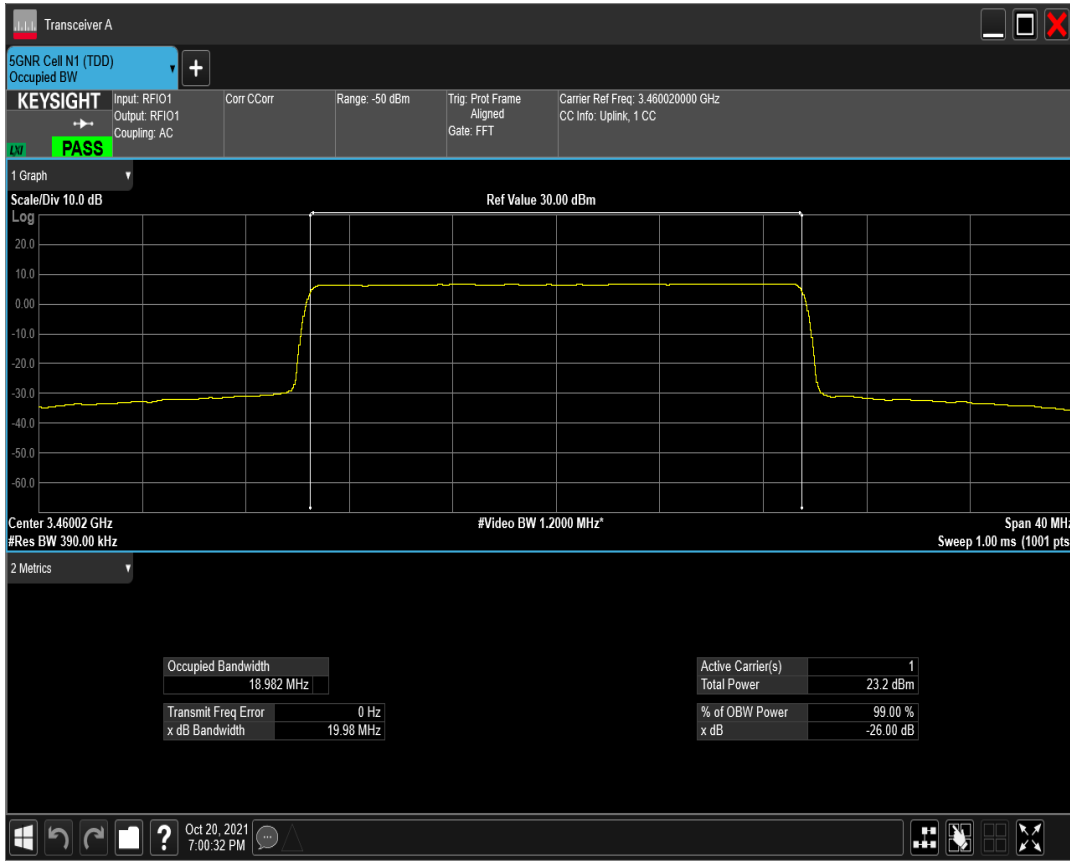 Transceiver A
5GNR Cell N1 (TDD)
Occupied BW
+
KEYSIGHT
LXI
PASS
Input: RFIO1
Output: RFIO1
Coupling: AC
Corr CCorr
Range: -50 dBm
Trig: Prot Frame
Aligned
Gate: FFT
Carrier Ref Freq: 3.460020000 GHz
CC Info: Uplink, 1 CC
1 Graph
Scale/Div 10.0 dB
Ref Value 30.00 dBm
Log
20.0
10.0
0.00
-10.0
-20.0
-30.0
-40.0
-50.0
-60.0
Center 3.46002 GHz
#Video BW 1.2000 MHz*
Span 40 MHz
#Res BW 390.00 kHz
Sweep 1.00 ms (1001 pts
2 Metrics
Occupied Bandwidth
18.982 MHz
Transmit Freq Error 0 Hz
x dB Bandwidth 19.98 MHz
Active Carrier(s) 1
Total Power 23.2 dBm
% of OBW Power 99.00 %
x dB -26.00 dB
?
Oct 20, 2021
7:00:32 PM